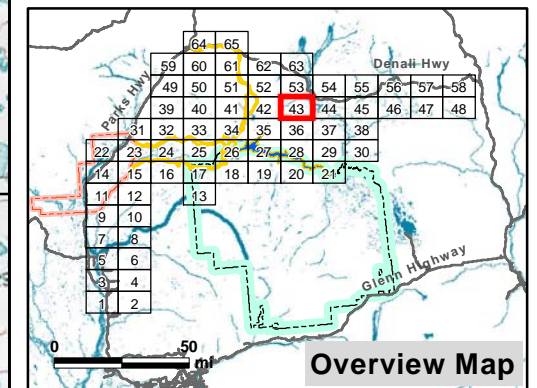 64 65
59 60 61 62 63
Denali Hwy
49 50 51 52 53 54 55 56 57 58
Parks Hwy
39 40 41 42 43 44 45 46 47 48
31 32 33 34 35 36 37 38
22 23 24 25 26 27 28 29 30
14 15 16 17 18 19 20 21
11 12 13
9 10
7 8
5 6
Glenn Highway
3 4
1 2
0 50
mi
Overview Map